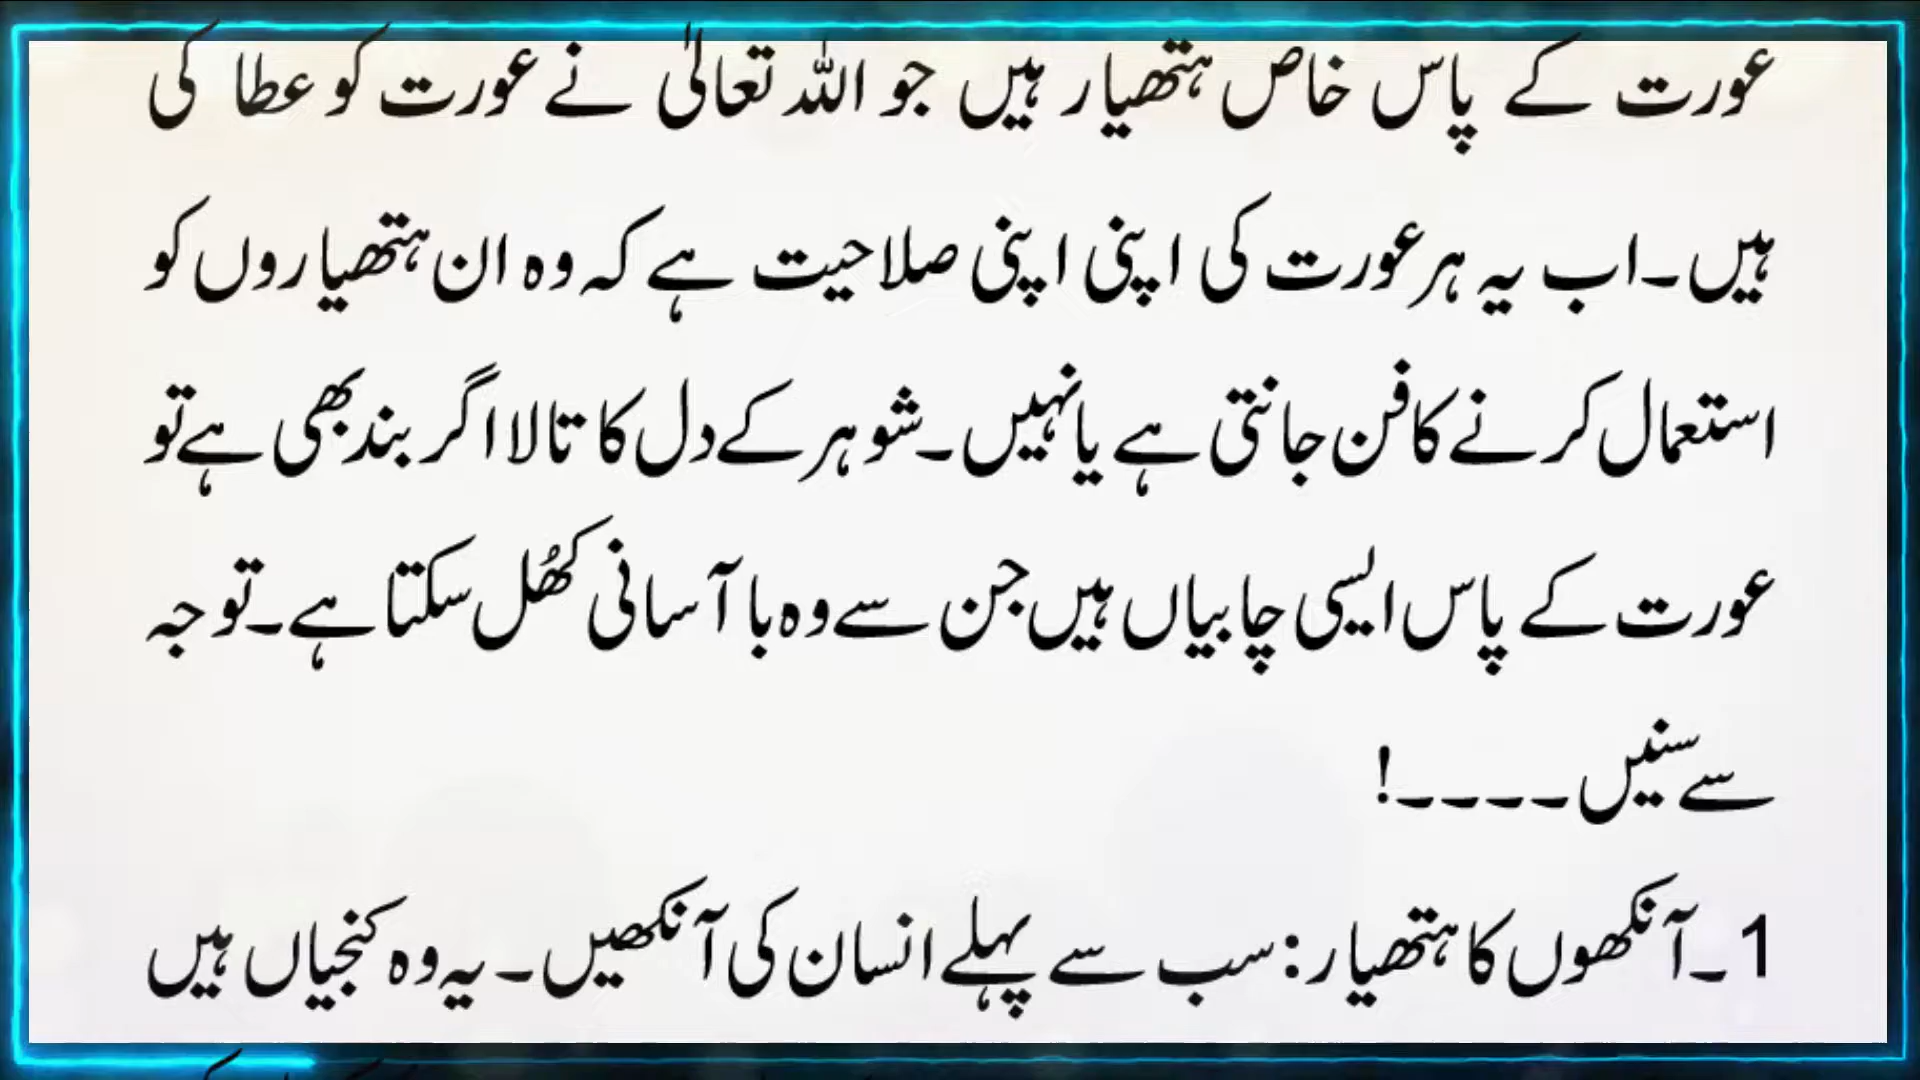 عورت کے پاس خاص ہتھیار ہیں جو اللہ تعالیٰ نے عورت کو عطا کی
ہیں۔اب یہ ہر عورت کی اپنی اپنی صلاحیت ہے کہ وہ ان ہتھیاروں کو
استعمال کرنے کا فن جانتی ہے یا نہیں۔شوہر کے دل کا تالا اگر بند بھی ہے تو
عورت کے پاس ایسی چابیاں ہیں جن سے وہ با آسانی کھُل سکتا ہے۔توجہ
سے سنیں۔۔۔۔!
1۔آنکھوں کا ہتھیار: سب سے پہلے انسان کی آنکھیں۔یہ وہ کنجیاں ہیں